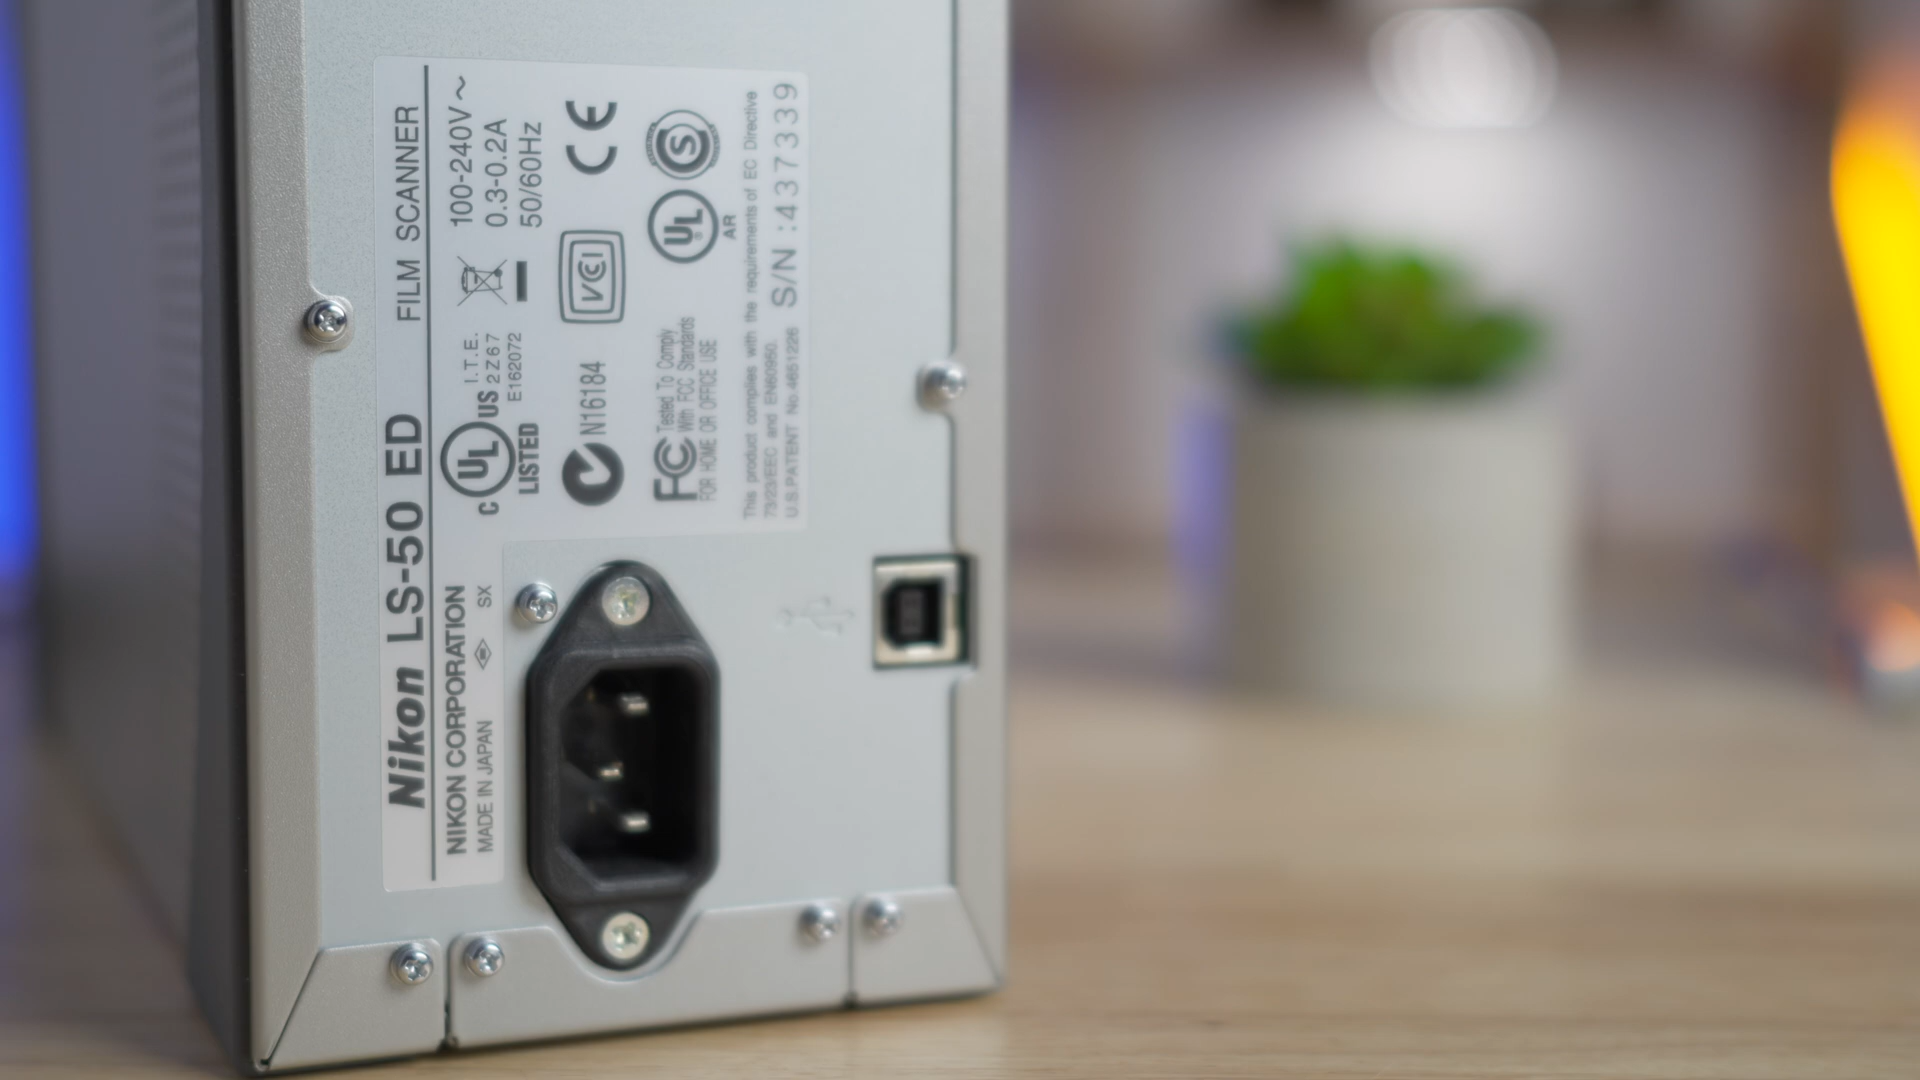 Nikon LS-50 ED FILM SCANNER
NIKON CORPORATION
MADE IN JAPAN SX
C UL US
LISTED
I.T.E.
2Z67
E162072
100-240V~
0.3-0.2A
50/60Hz
N16184
VCI
CE
FC Tested To Comply
With FCC Standards
FOR HOME OR OFFICE USE
UL
AR
S
This product complies with the requirements of EC Directive
73/23/EEC and EN60950.
U.S.PATENT No.4651226 S/N :437339